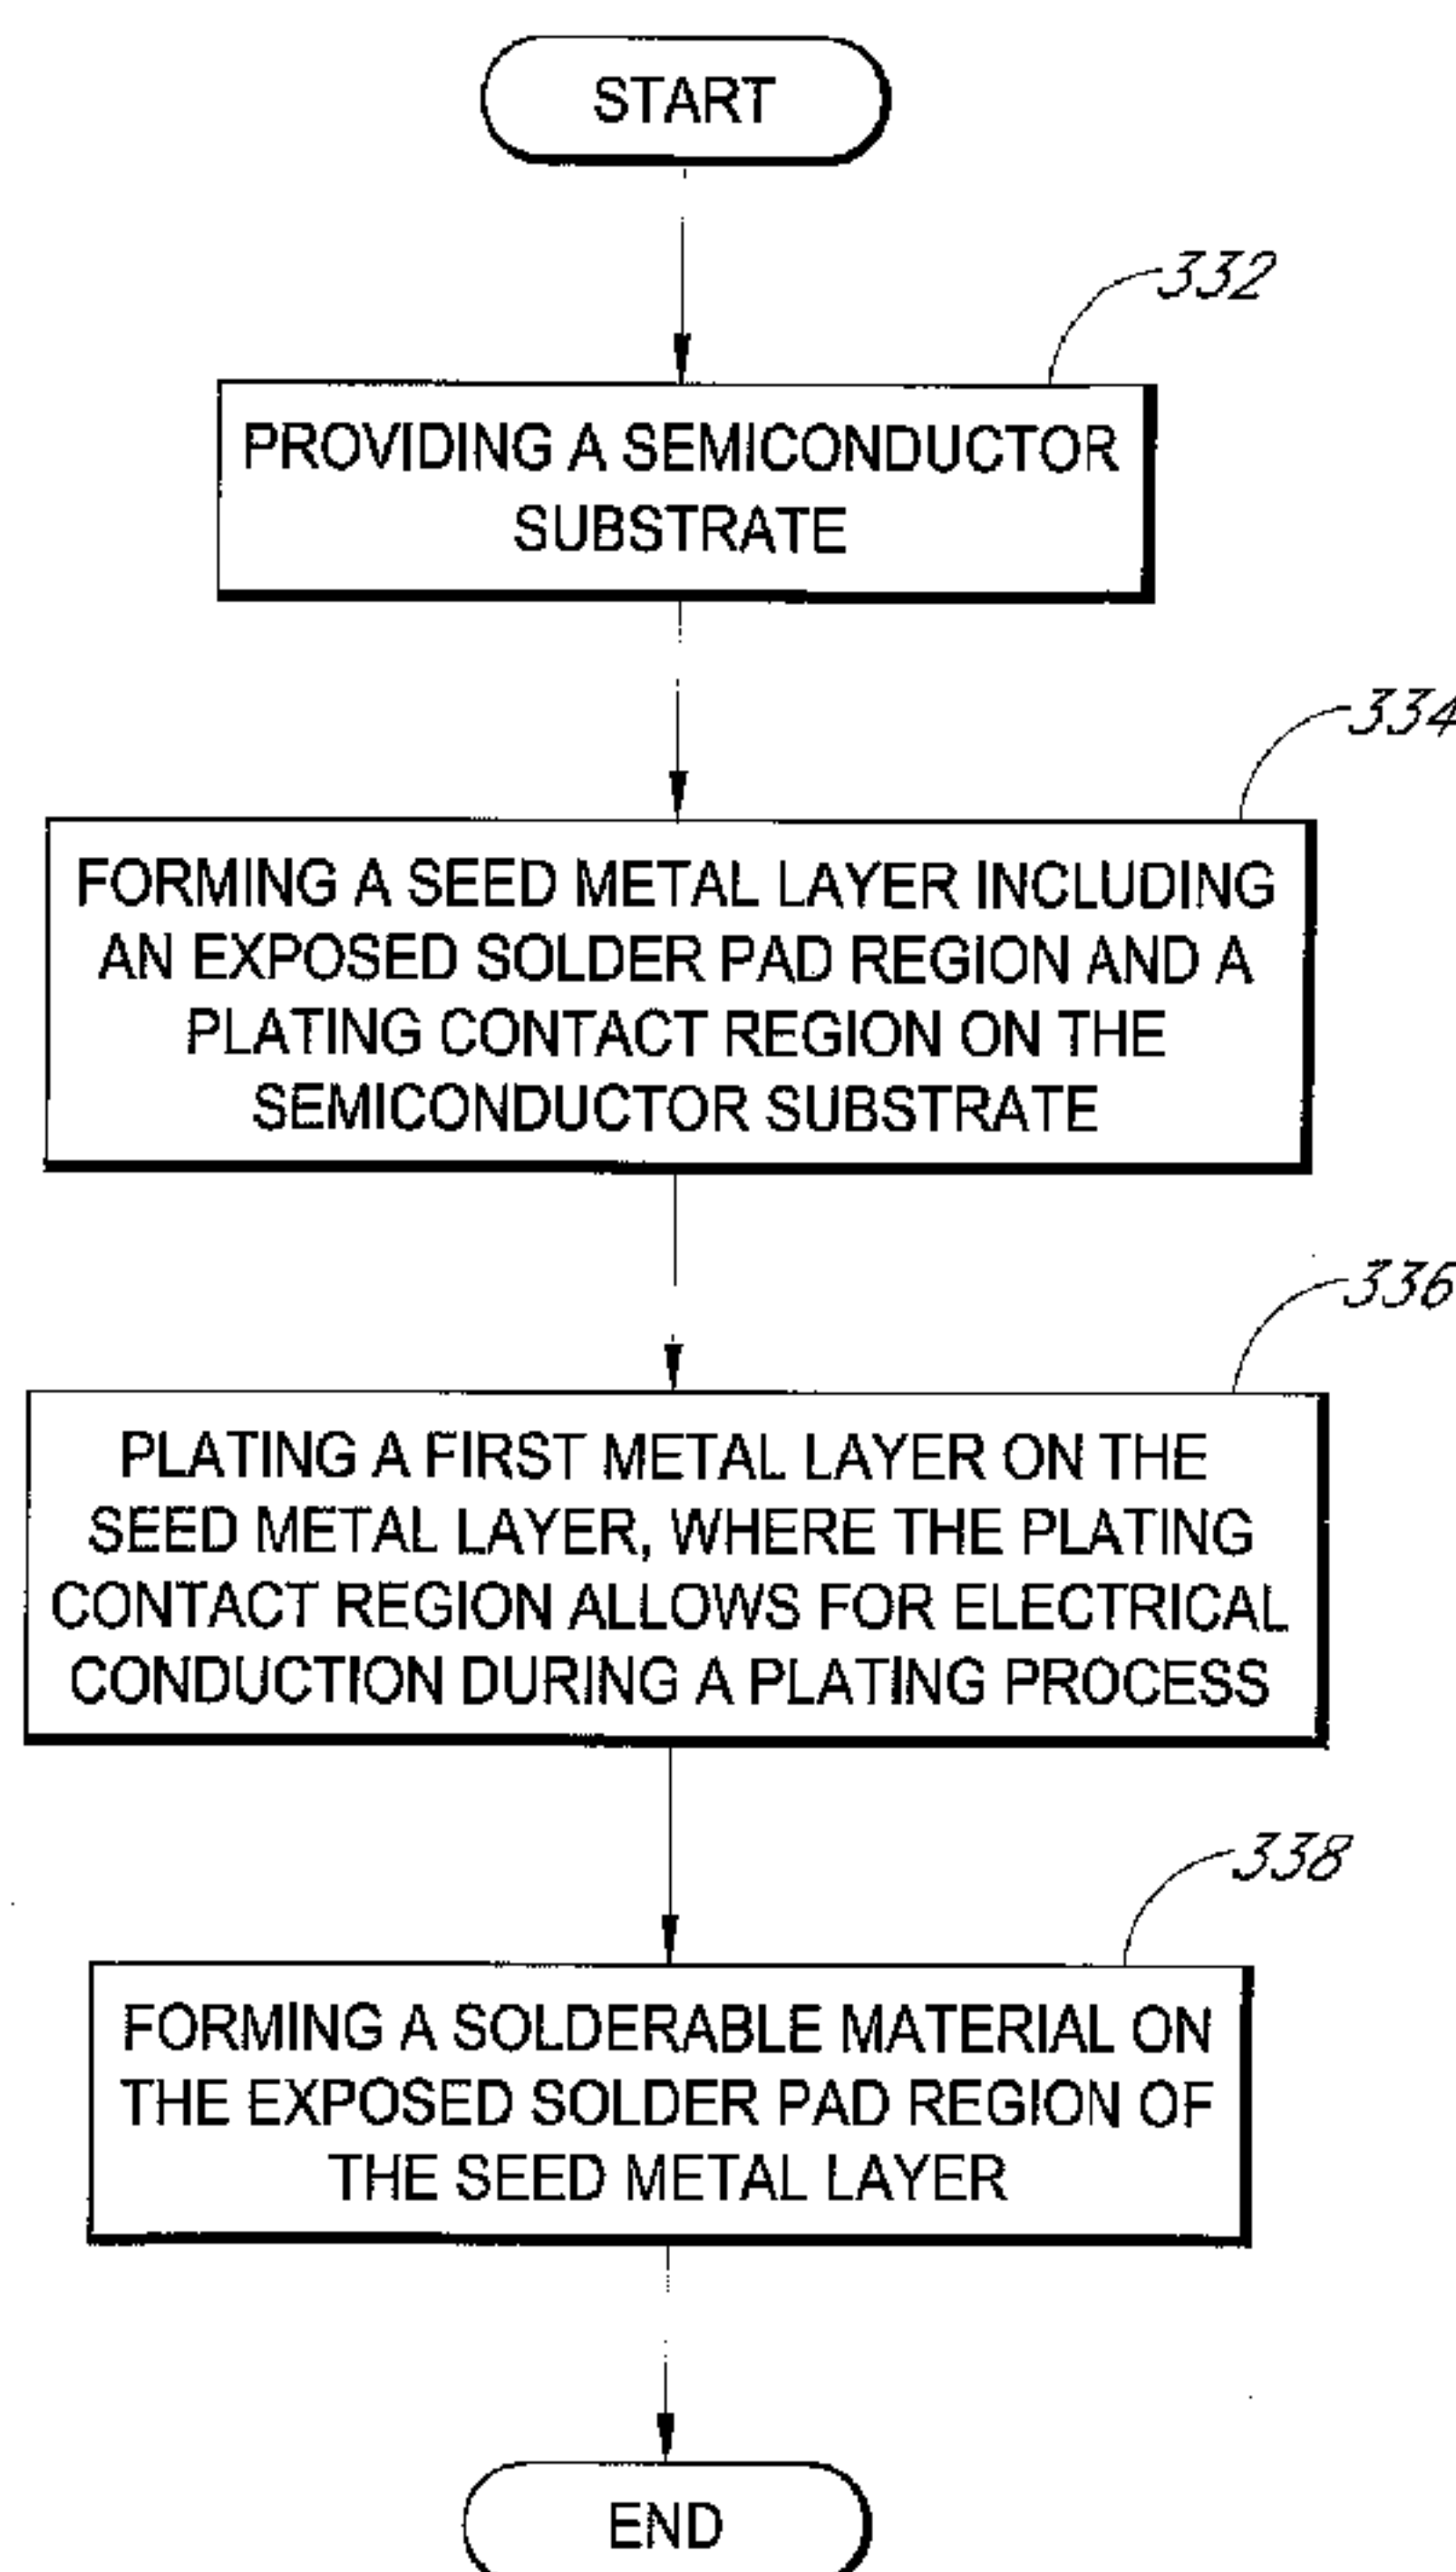 START
332
PROVIDING A SEMICONDUCTOR
SUBSTRATE
334
FORMING A SEED METAL LAYER INCLUDING
AN EXPOSED SOLDER PAD REGION AND A
PLATING CONTACT REGION ON THE
SEMICONDUCTOR SUBSTRATE
336
PLATING A FIRST METAL LAYER ON THE
SEED METAL LAYER, WHERE THE PLATING
CONTACT REGION ALLOWS FOR ELECTRICAL
CONDUCTION DURING A PLATING PROCESS
338
FORMING A SOLDERABLE MATERIAL ON
THE EXPOSED SOLDER PAD REGION OF
THE SEED METAL LAYER
END